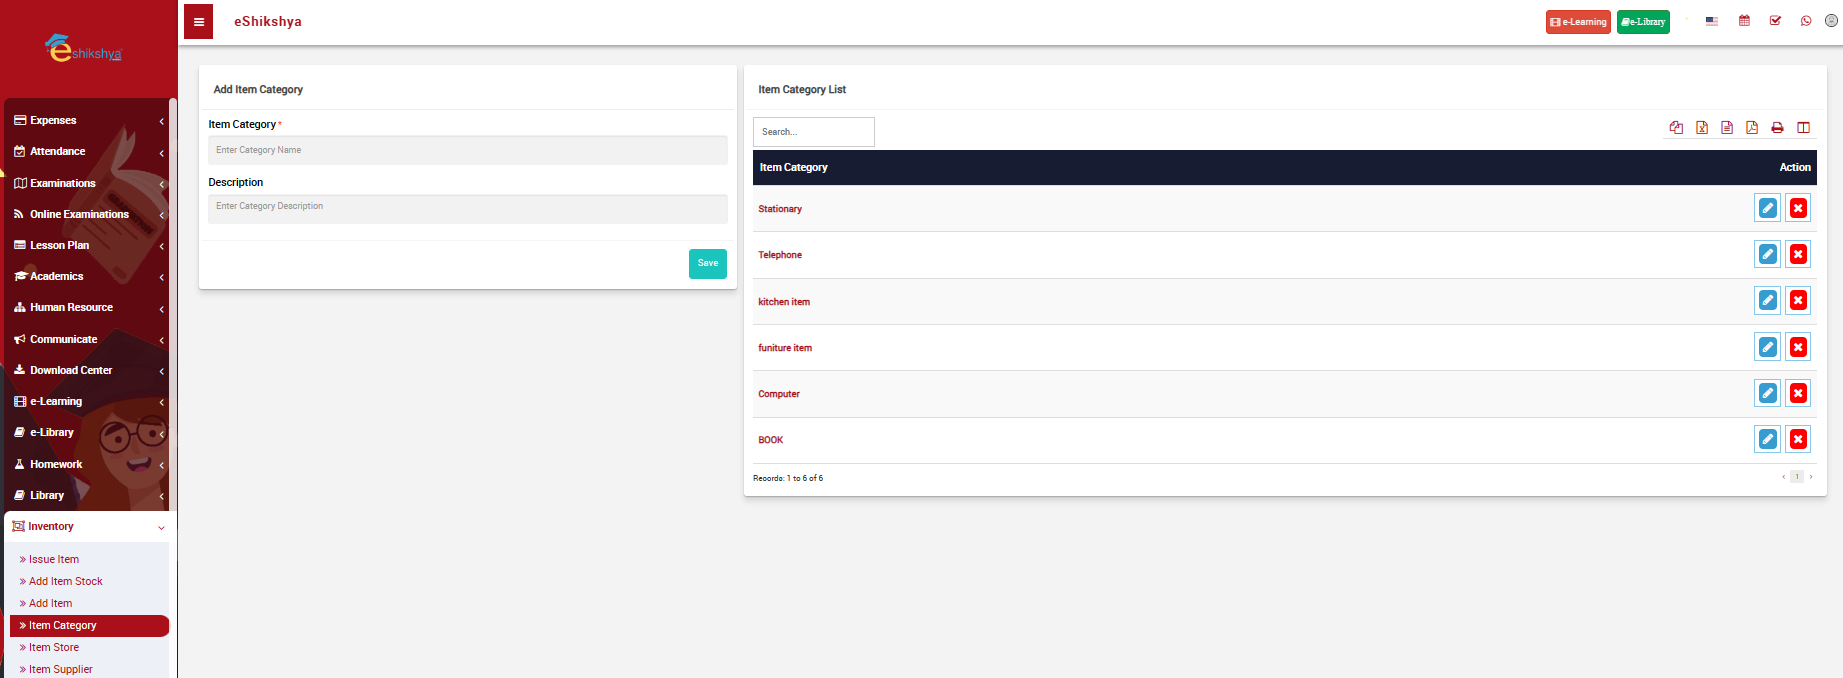 eshikshya
eShikshya
e-Learning
e-Library
Expenses
Attendance
Examinations
Online Examinations
Lesson Plan
Academics
Human Resource
Communicate
Download Center
e-Learning
e-Library
Homework
Library
Inventory
Issue Item
Add Item Stock
Add Item
Item Category
Item Store
Item Supplier
Add Item Category
Item Category *
Enter Category Name
Description
Enter Category Description
Save
Item Category List
Search...
Item Category Action
Stationary
Telephone
kitchen item
funiture item
Computer
BOOK
Records: 1 to 6 of 6
1